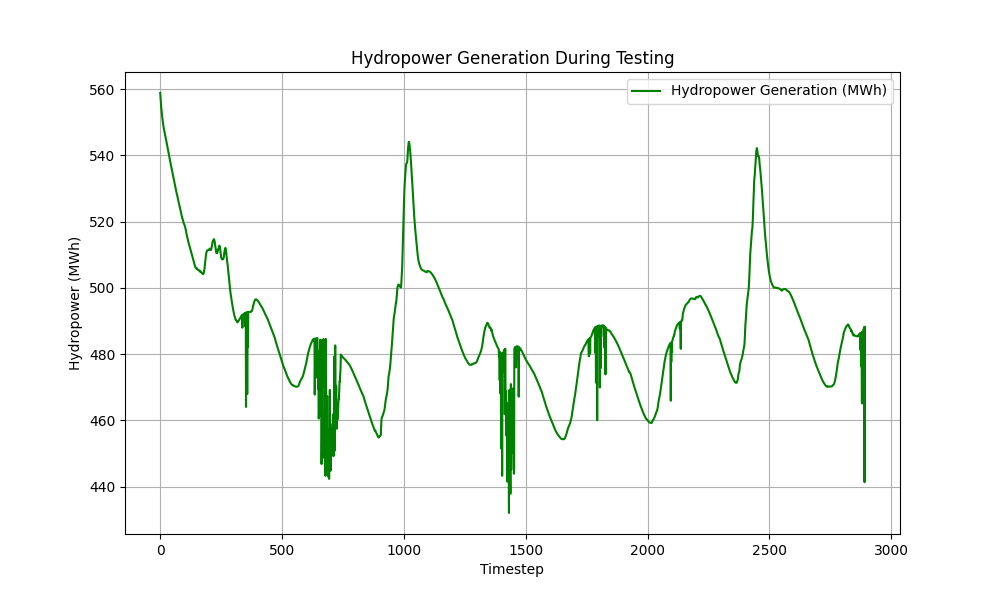 Hydropower Generation During Testing
Hydropower Generation (MWh)
Hydropower (MWh)
560
540
520
500
480
460
440
0 500 1000 1500 2000 2500 3000
Timestep